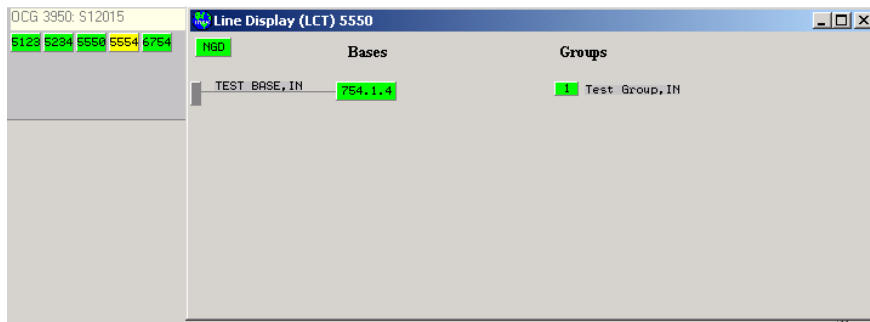 OCG 3950: S12015
5123 5234 5550 5554 6754
Line Display (LCT) 5550
NGD
Bases
Groups
TEST BASE,IN
754.1.4
1 Test Group,IN